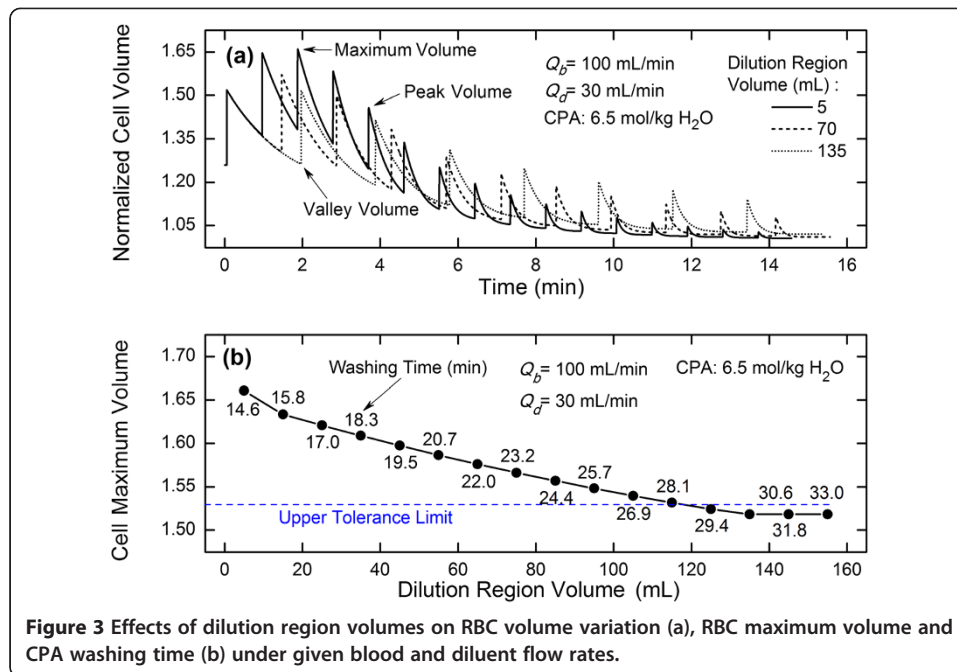 (a)
Normalized Cell Volume
1.65
1.50
1.35
1.20
1.05
Maximum Volume
Peak Volume
Valley Volume
Q_b= 100 mL/min
Q_d= 30 mL/min
CPA: 6.5 mol/kg H₂O
Dilution Region
Volume (mL) :
5
70
135
0 2 4 6 8 10 12 14 16
Time (min)
(b)
Cell Maximum Volume
1.70
1.65
1.60
1.55
1.50
Washing Time (min)
Q_b= 100 mL/min
Q_d= 30 mL/min
CPA: 6.5 mol/kg H₂O
14.6
15.8
17.0
18.3
19.5
20.7
22.0
23.2
24.4
25.7
26.9
28.1
29.4
30.6
31.8
33.0
Upper Tolerance Limit
0 20 40 60 80 100 120 140 160
Dilution Region Volume (mL)
Figure 3 Effects of dilution region volumes on RBC volume variation (a), RBC maximum volume and
CPA washing time (b) under given blood and diluent flow rates.